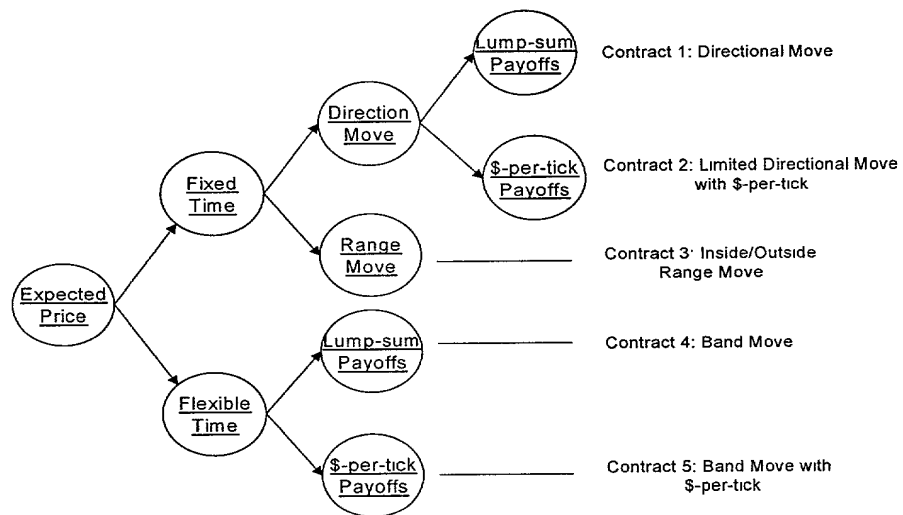 Lump-sum
Payoffs
Contract 1: Directional Move
Direction
Move
$-per-tick
Payoffs
Contract 2: Limited Directional Move
with $-per-tick
Fixed
Time
Range
Move
Contract 3: Inside/Outside
Range Move
Expected
Price
Lump-sum
Payoffs
Contract 4: Band Move
Flexible
Time
$-per-tick
Payoffs
Contract 5: Band Move with
$-per-tick